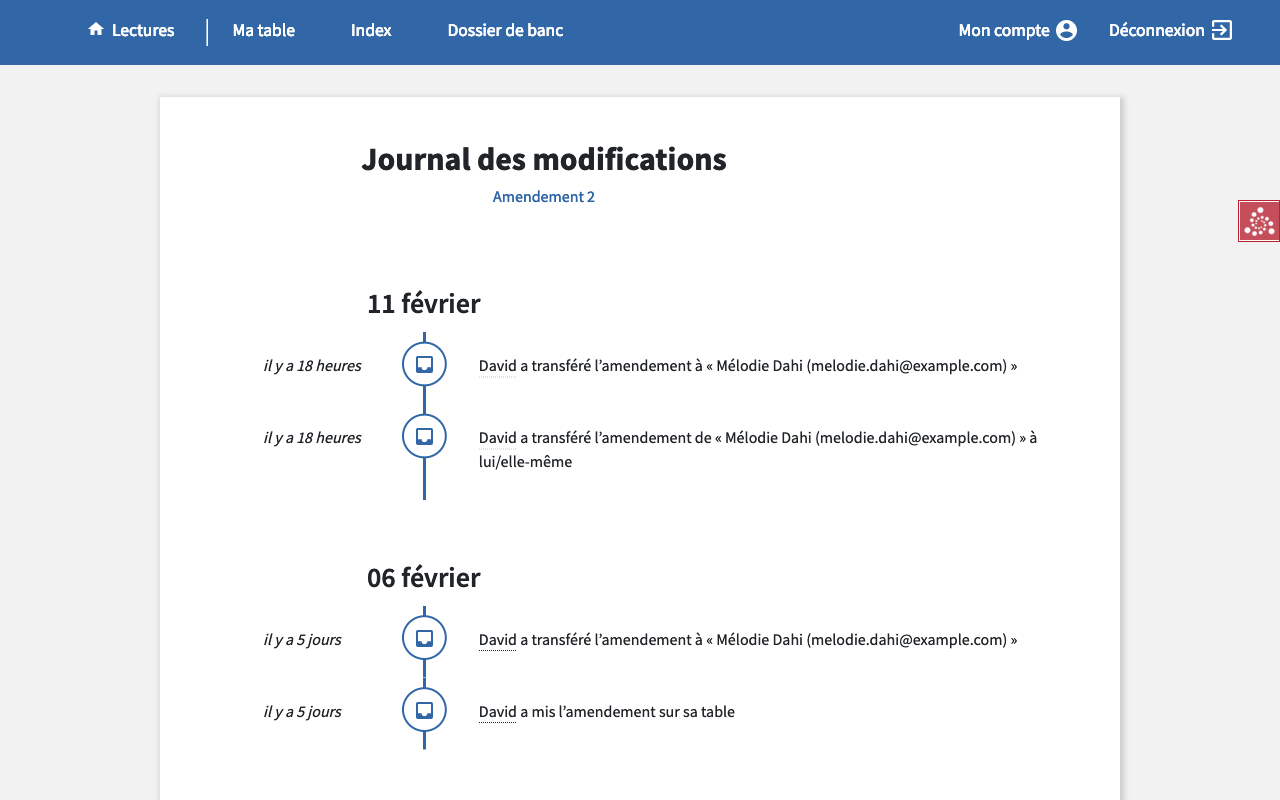 Lectures
Ma table
Index
Dossier de banc
Mon compte
Déconnexion
Journal des modifications
Amendement 2
11 février
il y a 18 heures
David a transféré l’amendement à « Mélodie Dahi (melodie.dahi@example.com) »
il y a 18 heures
David a transféré l’amendement de « Mélodie Dahi (melodie.dahi@example.com) » à
lui/elle-même
06 février
il y a 5 jours
David a transféré l’amendement à « Mélodie Dahi (melodie.dahi@example.com) »
il y a 5 jours
David a mis l’amendement sur sa table